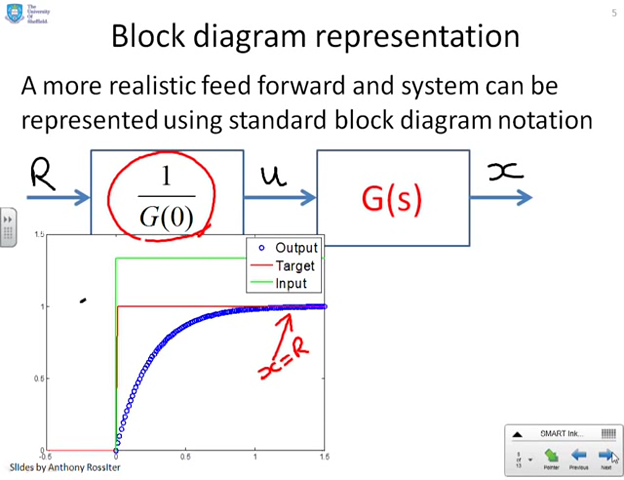 The
University
Of
Sheffield.
5
Block diagram representation
A more realistic feed forward and system can be
represented using standard block diagram notation
R
1
G(0)
u
G(s)
x
1.5
1
0.5
0
-0.5
0
0.5
1
1.5
Output
Target
Input
x=R
Slides by Anthony Rossiter
SMART Ink...
of
13
Pointer
Previous
Next